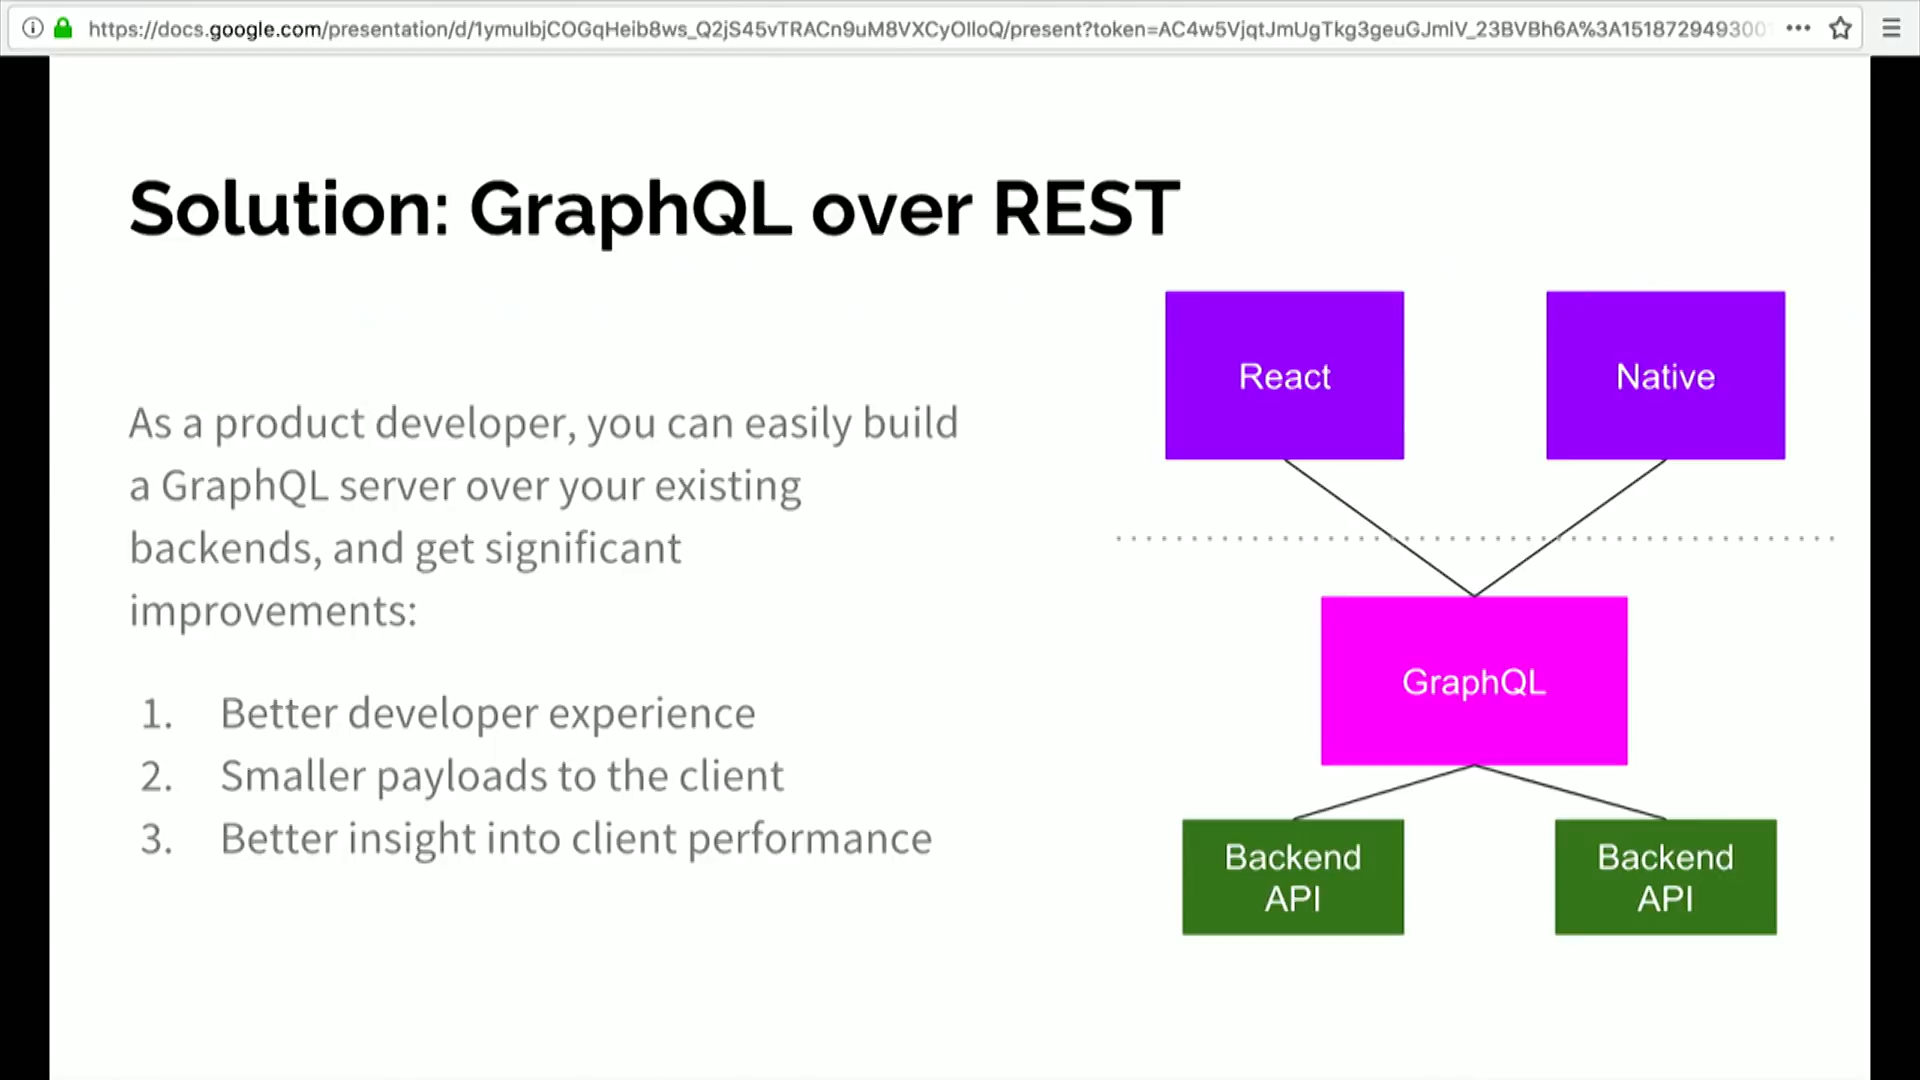 https://docs.google.com/presentation/d/1ymulbjCOGqHeib8ws_Q2jS45vTRACn9uM8VXCyOlloQ/present?token=AC4w5VjqtJmUgTkg3geuGJmlV_23BVBh6A%3A1518729493001
Solution: GraphQL over REST
As a product developer, you can easily build
a GraphQL server over your existing
backends, and get significant
improvements:
1. Better developer experience
2. Smaller payloads to the client
3. Better insight into client performance
React
Native
GraphQL
Backend
API
Backend
API